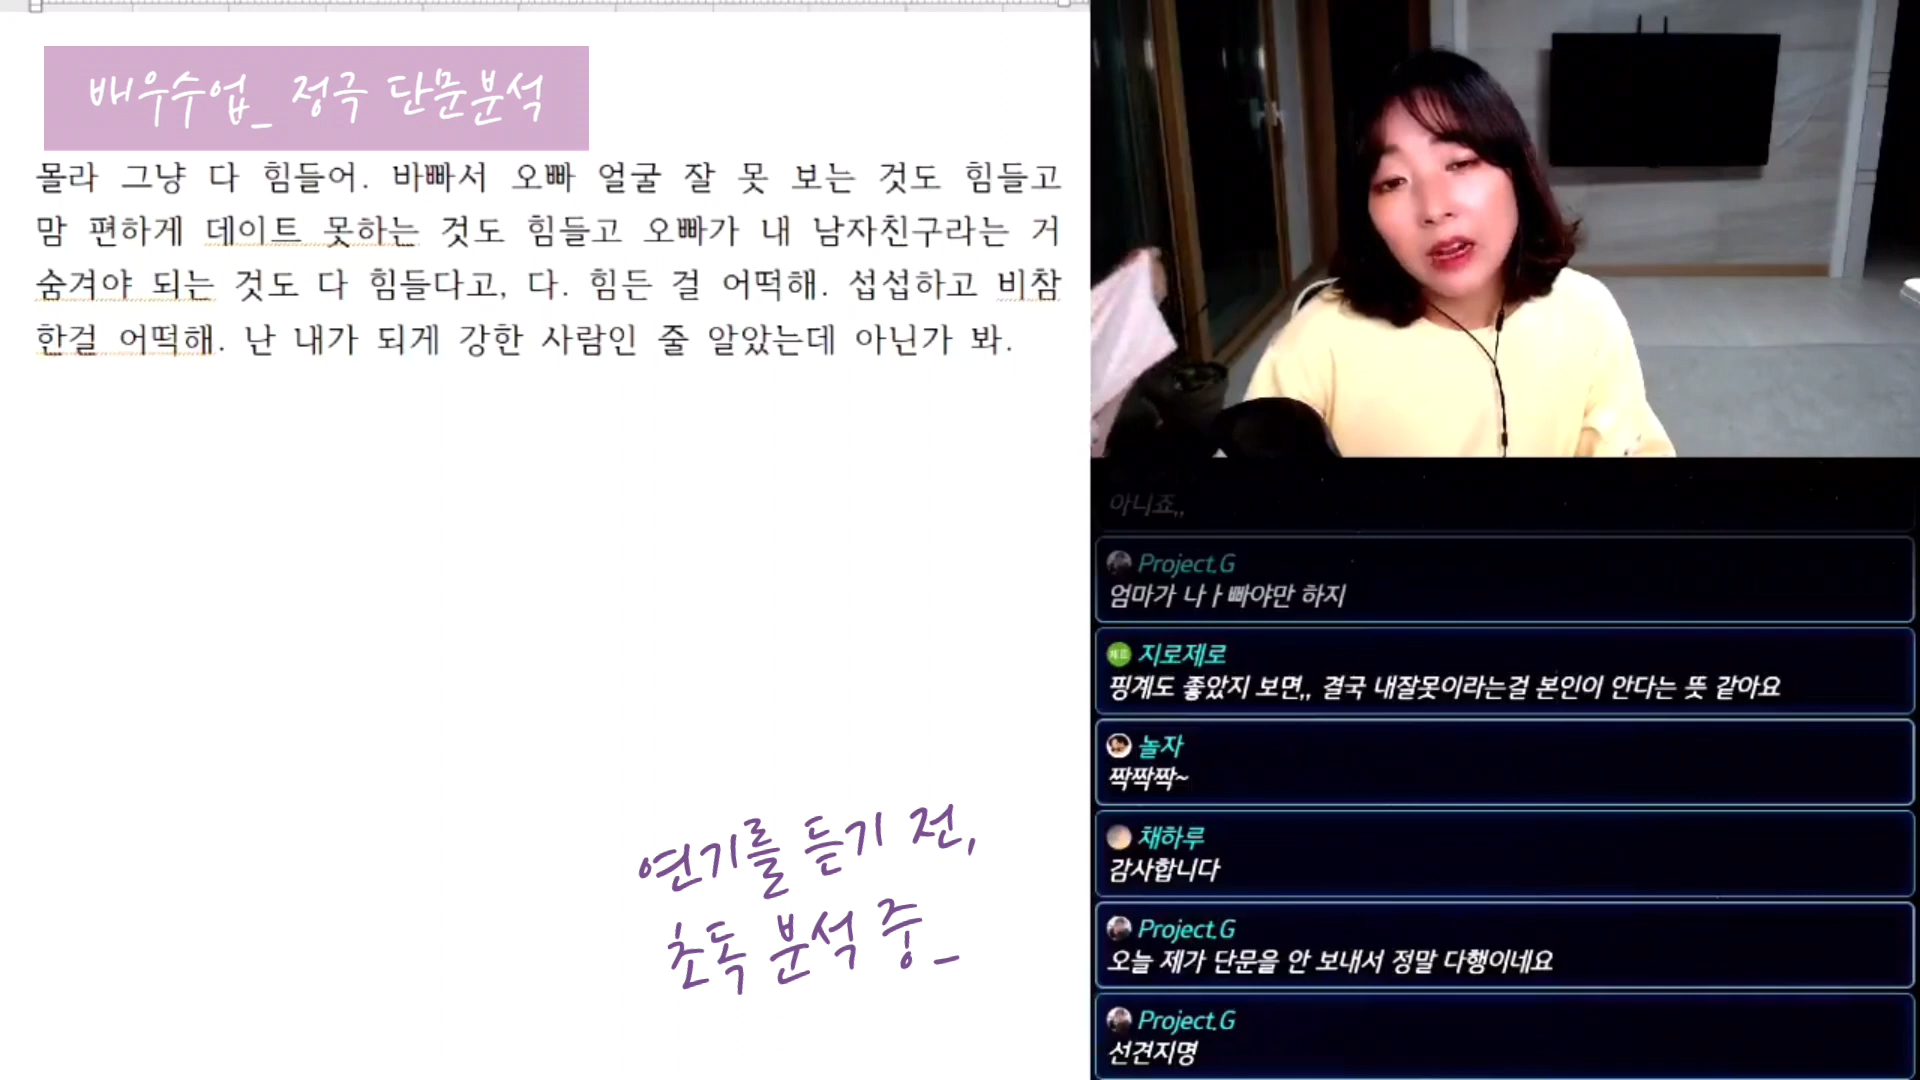 배우수업_ 정극 단문분석
몰라 그냥 다 힘들어. 바빠서 오빠 얼굴 잘 못 보는 것도 힘들고
맘 편하게 데이트 못하는 것도 힘들고 오빠가 내 남자친구라는 거
숨겨야 되는 것도 다 힘들다고, 다. 힘든 걸 어떡해. 섭섭하고 비참
한걸 어떡해. 난 내가 되게 강한 사람인 줄 알았는데 아닌가 봐.
연기를 듣기 전,
초독 분석 중_
아니죠,,
Project.G
엄마가 나ㅏ빠야만 하지
지로제로
핑계도 좋았지 보면,, 결국 내잘못이라는걸 본인이 안다는 뜻 같아요
놀자
짝짝짝~
채하루
감사합니다
Project.G
오늘 제가 단문을 안 보내서 정말 다행이네요
Project.G
선견지명